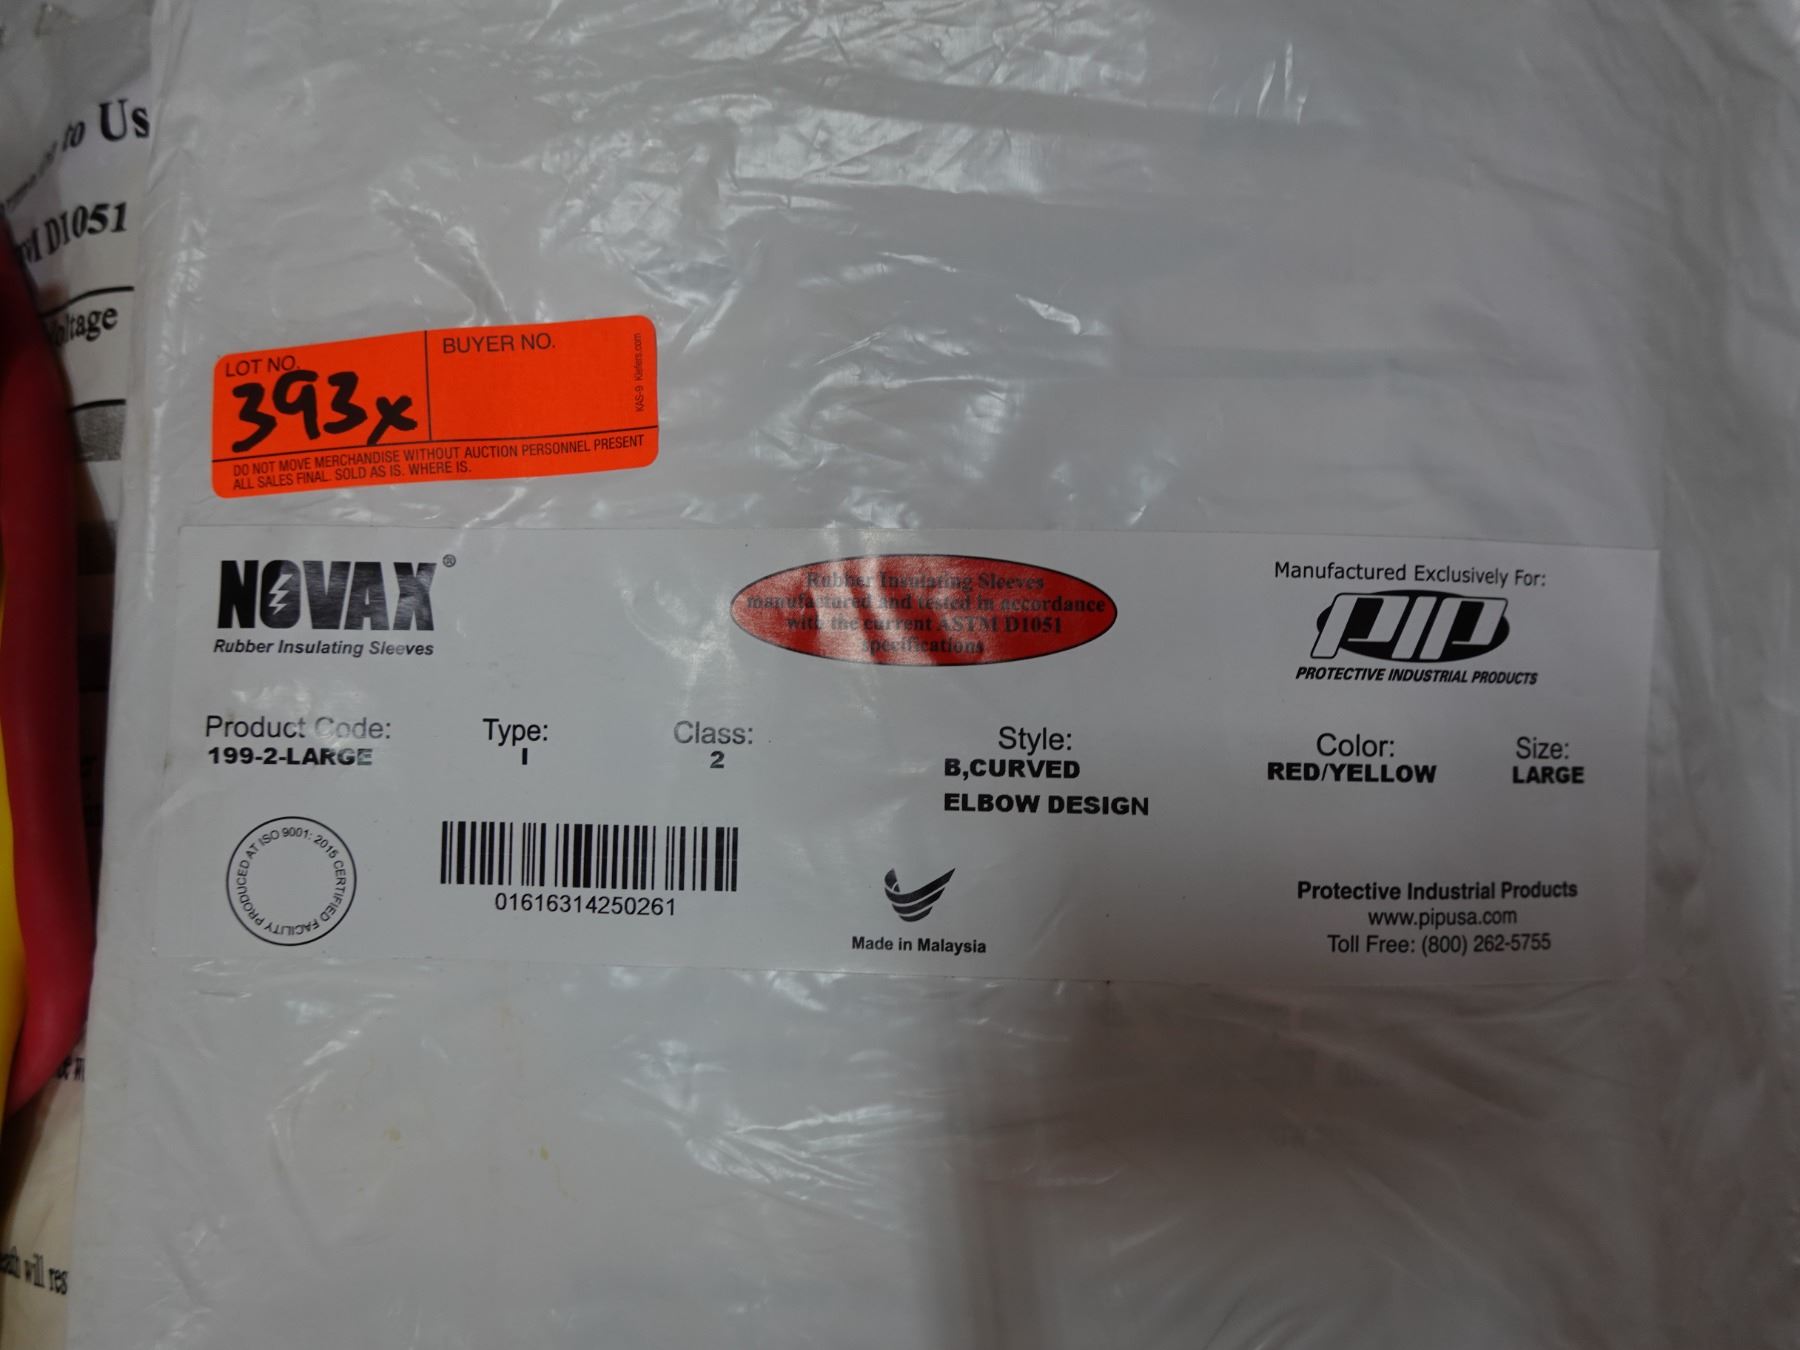 to Us
D1051
LOT NO.
393x
BUYER NO.
KAS-9 Kiefers.com
DO NOT MOVE MERCHANDISE WITHOUT AUCTION PERSONNEL PRESENT
ALL SALES FINAL. SOLD AS IS. WHERE IS.
NOVAX®
Rubber Insulating Sleeves
Rubber Insulating Sleeves
manufactured and tested in accordance
with the current ASTM D1051
specifications
Manufactured Exclusively For:
PIP
PROTECTIVE INDUSTRIAL PRODUCTS
Product Code:
199-2-LARGE
Type:
I
Class:
2
Style:
B,CURVED
ELBOW DESIGN
Color:
RED/YELLOW
Size:
LARGE
PRODUCED AT ISO 9001: 2015 CERTIFIED FACILITY
01616314250261
Made in Malaysia
Protective Industrial Products
www.pipusa.com
Toll Free: (800) 262-5755
will res